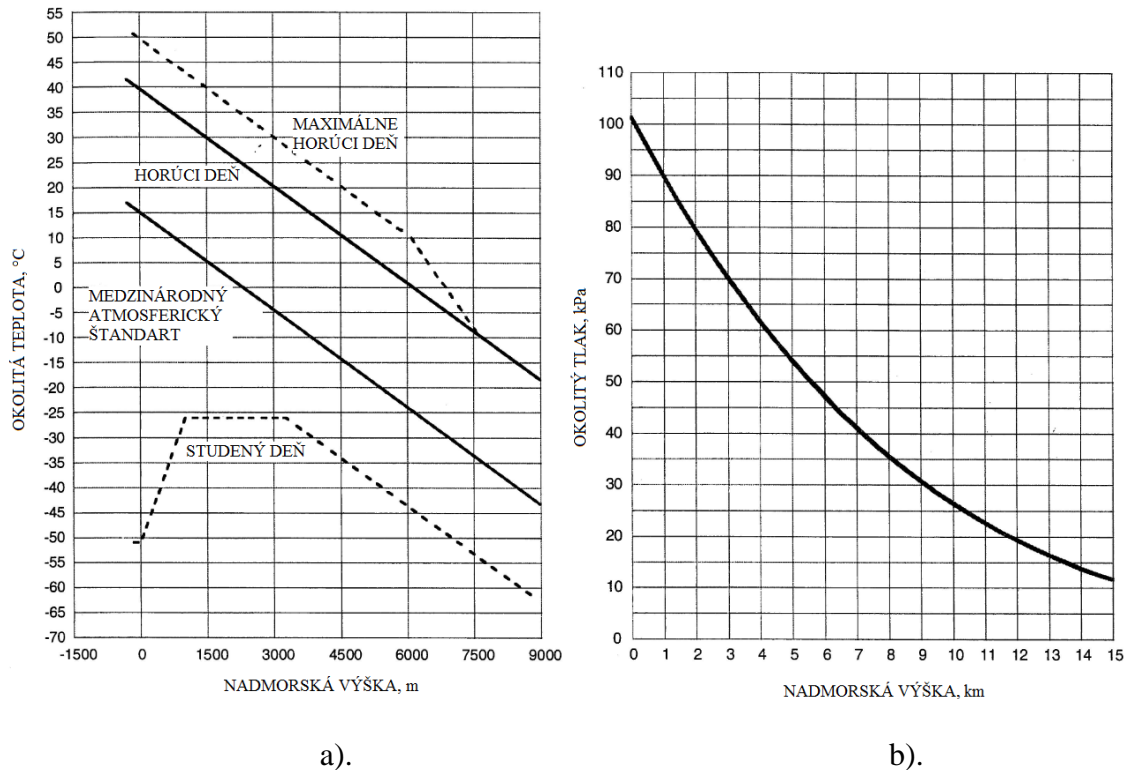 55
50
45
40
35
30
25
20
15
10
5
0
-5
-10
-15
-20
-25
-30
-35
-40
-45
-50
-55
-60
-65
-70
-1500 0 1500 3000 4500 6000 7500 9000
OKOLITÁ TEPLOTA, °C
NADMORSKÁ VÝŠKA, m
MAXIMÁLNE
HORÚCI DEŇ
HORÚCI DEŇ
MEDZINÁRODNÝ
ATMOSFERICKÝ
ŠTANDART
STUDENÝ DEŇ
a).
110
100
90
80
70
60
50
40
30
20
10
0
0 1 2 3 4 5 6 7 8 9 10 11 12 13 14 15
OKOLITÝ TLAK, kPa
NADMORSKÁ VÝŠKA, km
b).